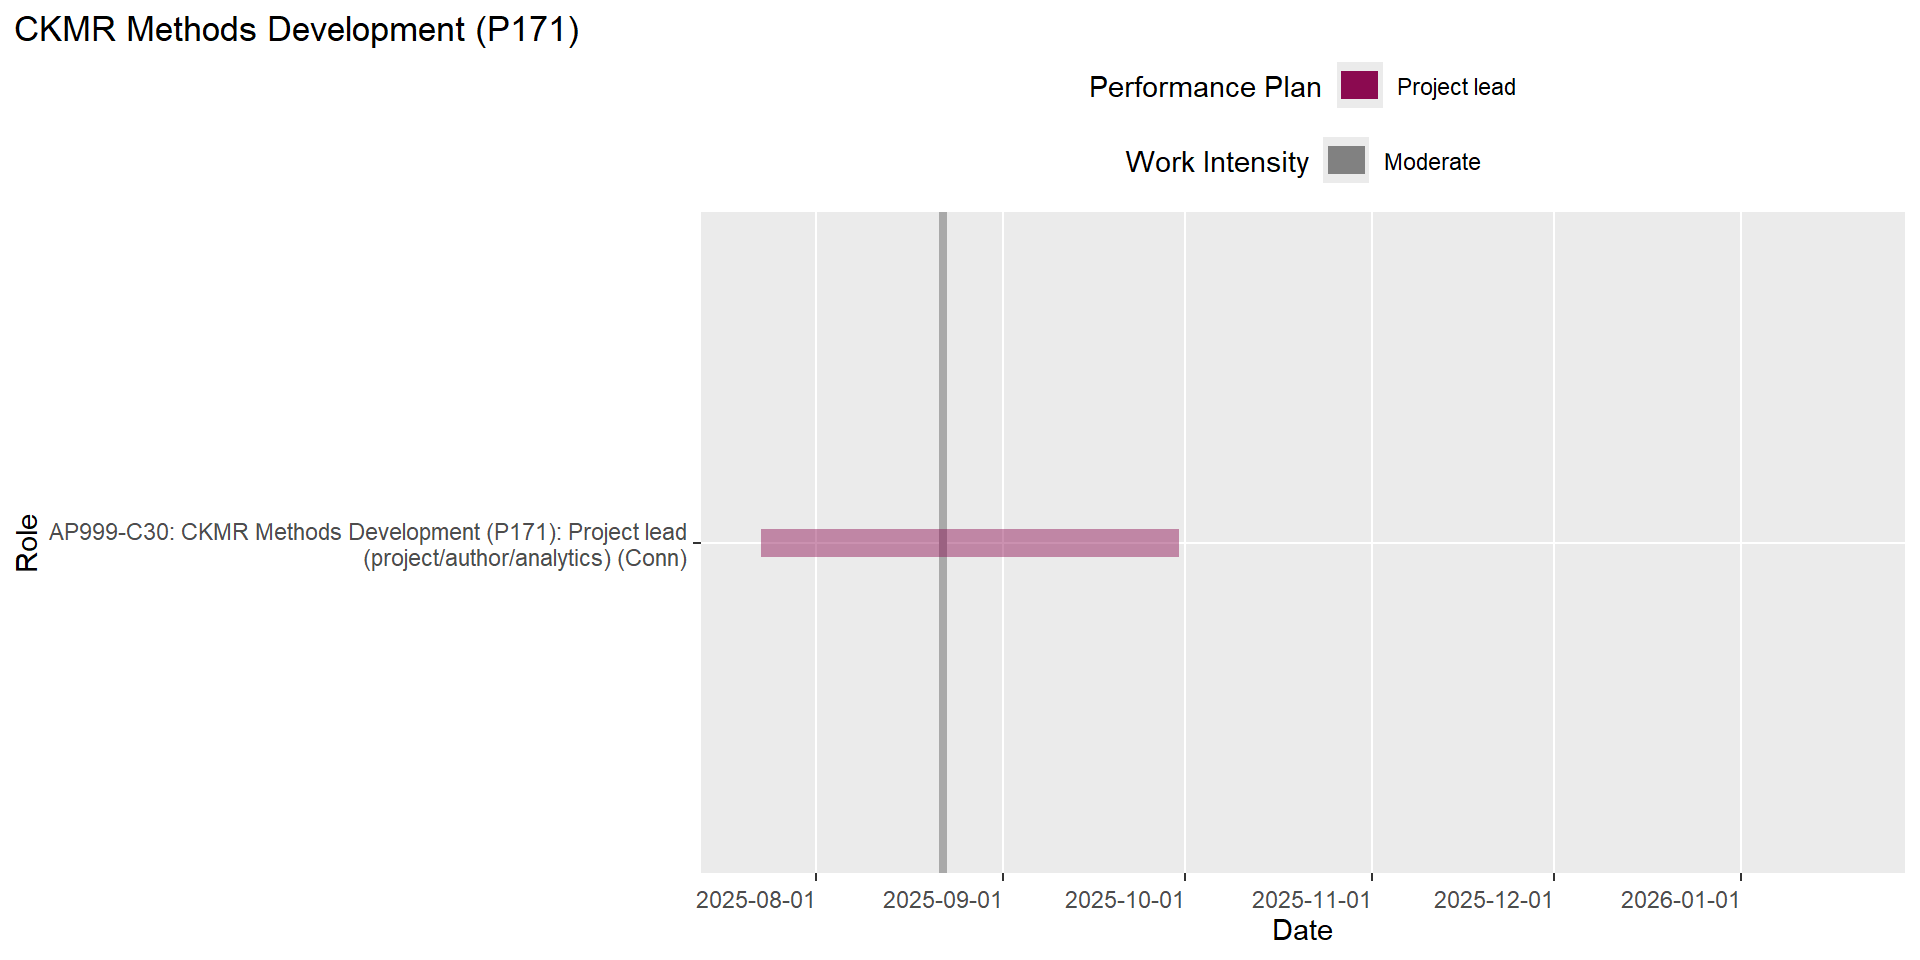 CKMR Methods Development (P171)
Performance Plan
Project lead
Work Intensity
Moderate
Role
AP999-C30: CKMR Methods Development (P171): Project lead
(project/author/analytics) (Conn)
2025-08-01
2025-09-01
2025-10-01
2025-11-01
2025-12-01
2026-01-01
Date